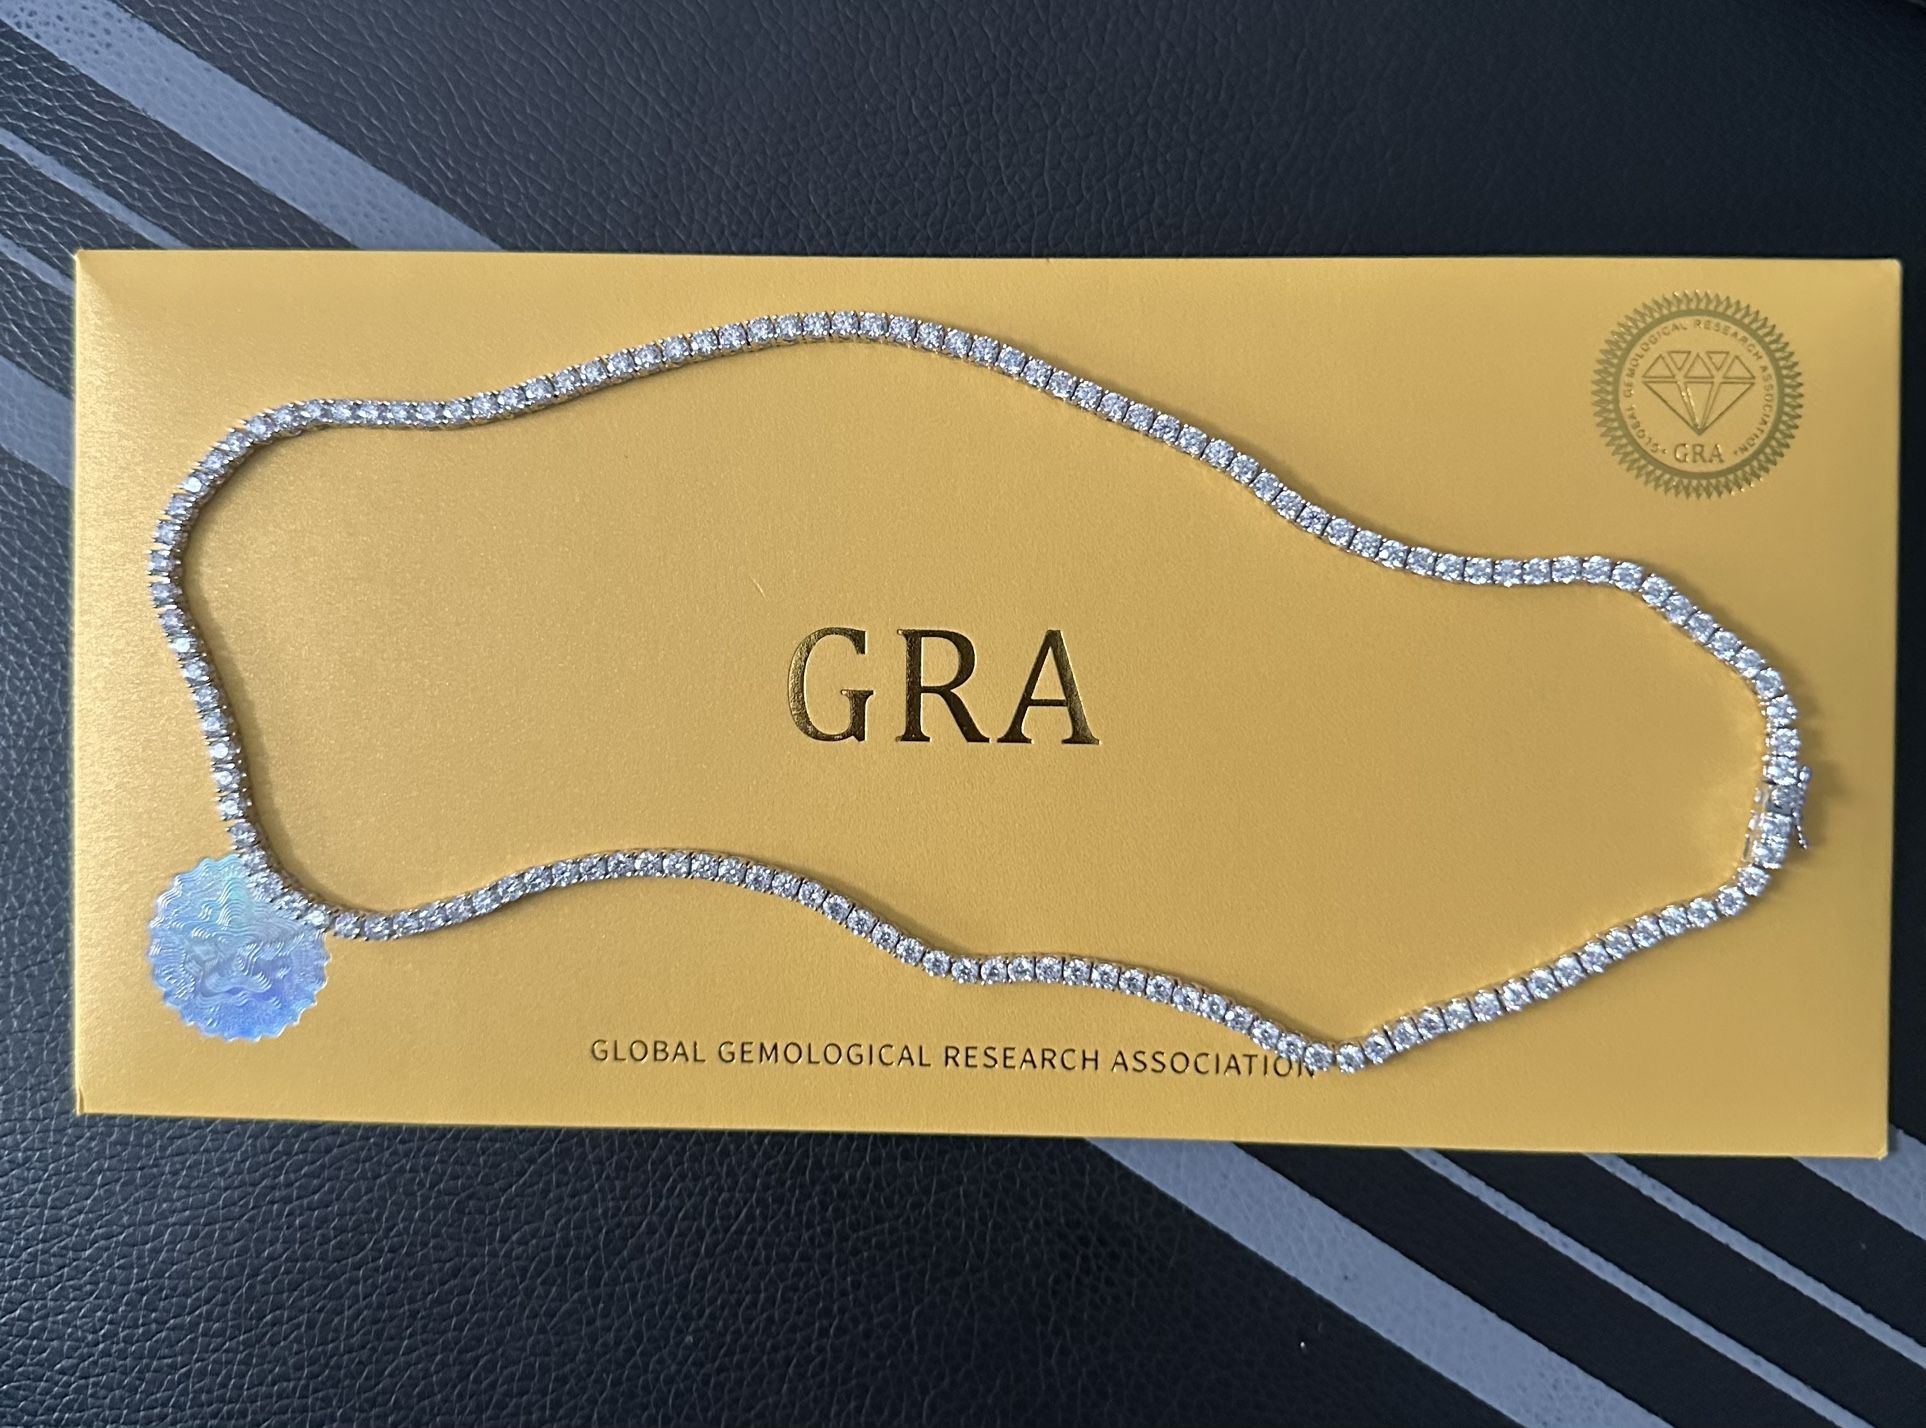 GLOBAL GEMOLOGICAL RESEARCH ASSOCIATION
GRA
GRA
GLOBAL GEMOLOGICAL RESEARCH ASSOCIATION